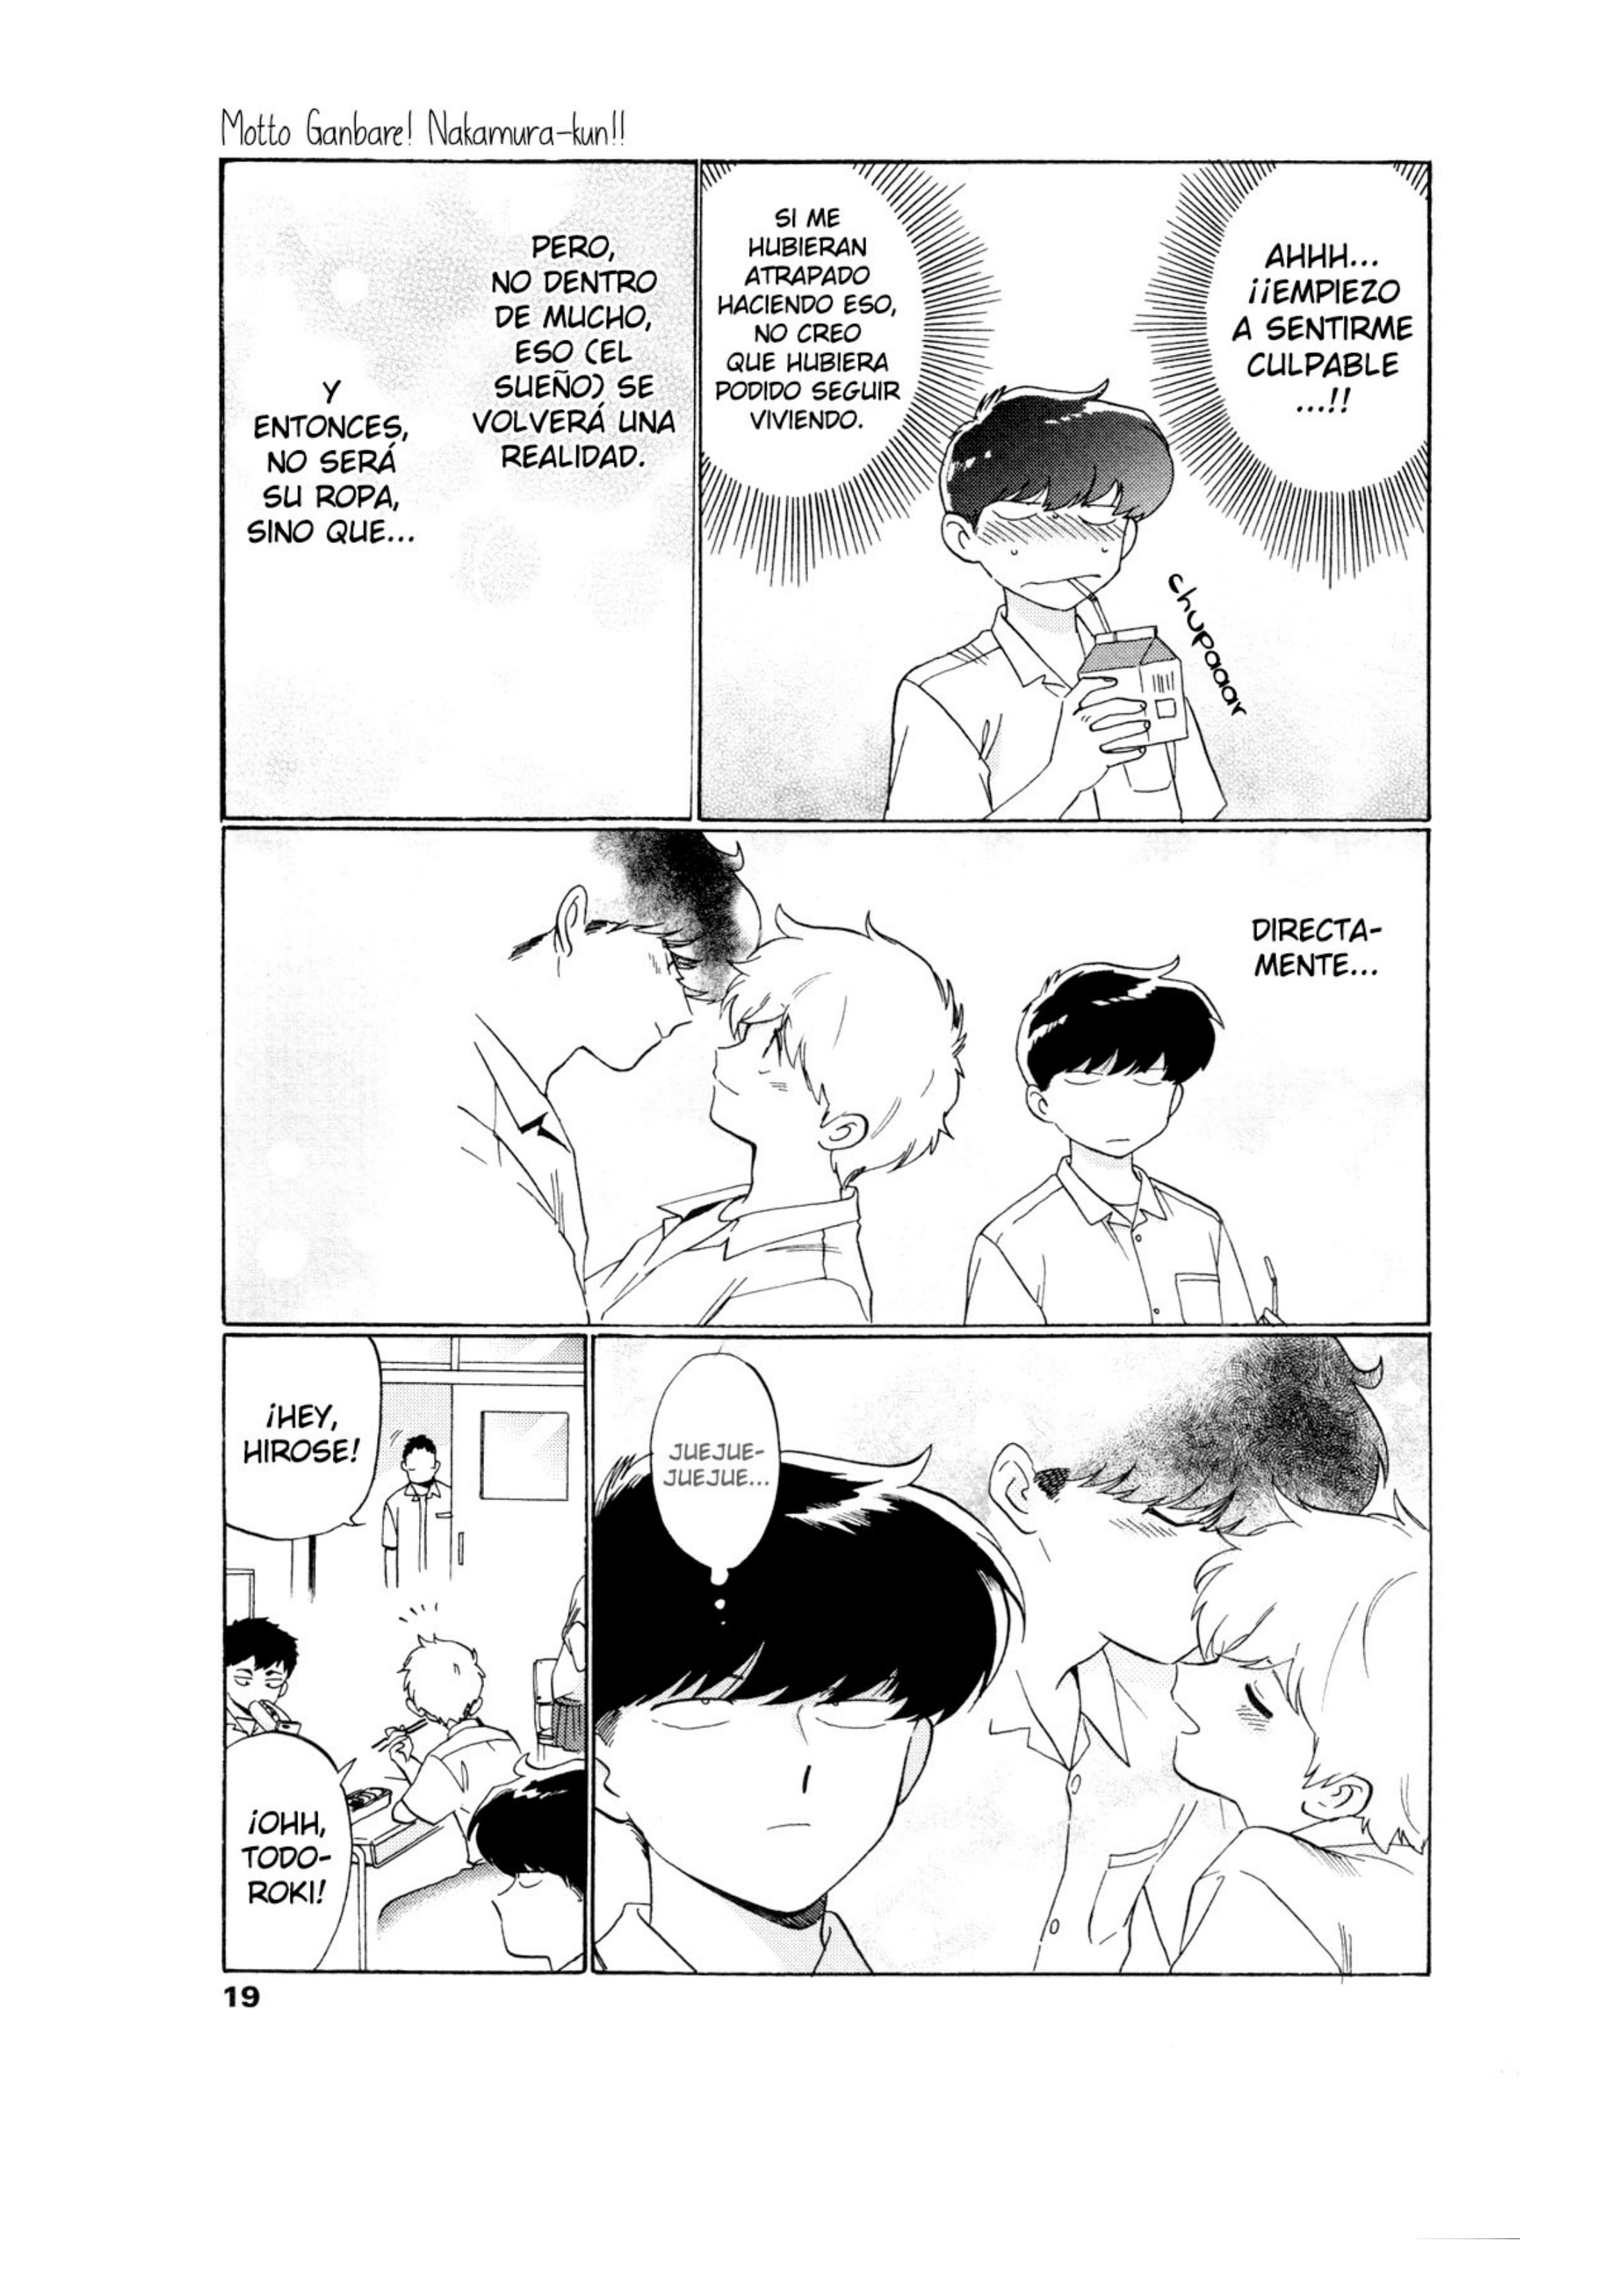 Motto Ganbare! Nakamura-kun!!
AHHH...
¡¡EMPIEZO
A SENTIRME
CULPABLE
...!!
SI ME
HUBIERAN
ATRAPADO
HACIENDO ESO,
NO CREO
QUE HUBIERA
PODIDO SEGUIR
VIVIENDO.
chupaaar
PERO,
NO DENTRO
DE MUCHO,
ESO (EL
SUEÑO) SE
VOLVERÁ UNA
REALIDAD.
Y
ENTONCES,
NO SERÁ
SU ROPA,
SINO QUE...
DIRECTA-
MENTE...
JUEJUE-
JUEJUE...
¡HEY,
HIROSE!
¡OHH,
TODO-
ROKI!
19